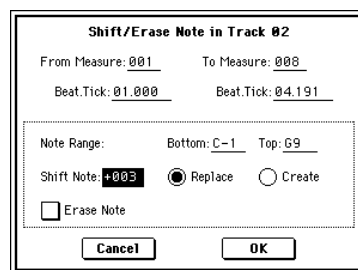 Shift/Erase Note in Track 02
From Measure: 001 To Measure: 008
Beat.Tick: 01.000 Beat.Tick: 04.191
Note Range: Bottom: C-1 Top: G9
Shift Note: +003 Replace Create
Erase Note
Cancel OK